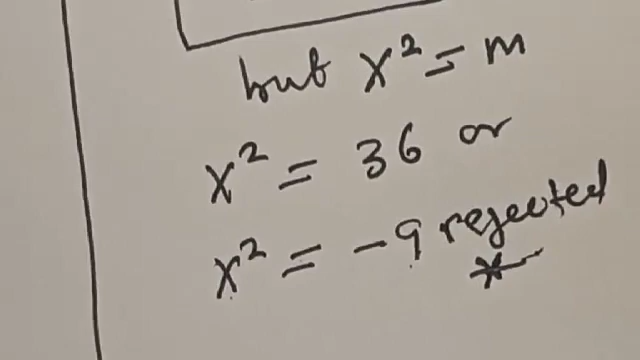 but x² = m
x² = 36 or
x² = -9 rejected
*